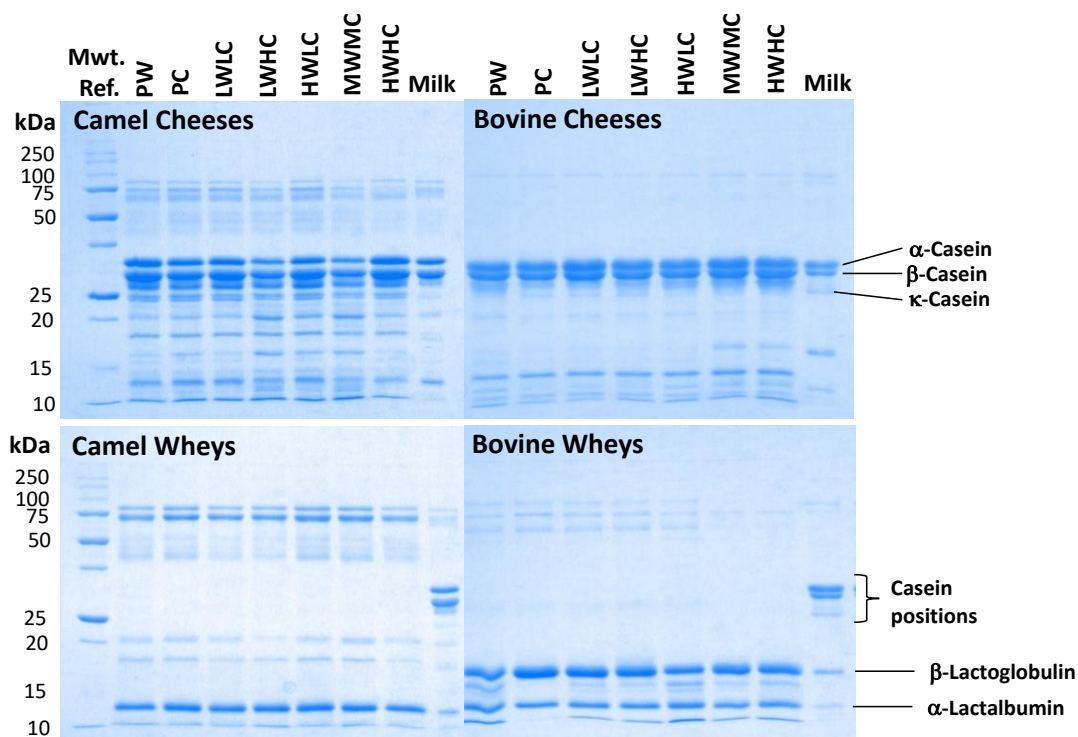 Mwt.
Ref.
PW
PC
LWLC
LWHC
HWLC
MWMC
HWHC
Milk
PW
PC
LWLC
LWHC
HWLC
MWMC
HWHC
Milk
kDa
Camel Cheeses
Bovine Cheeses
250
100
75
50
25
20
15
10
α-Casein
β-Casein
κ-Casein
kDa
Camel Wheys
Bovine Wheys
250
100
75
50
25
20
15
10
Casein
positions
β-Lactoglobulin
α-Lactalbumin